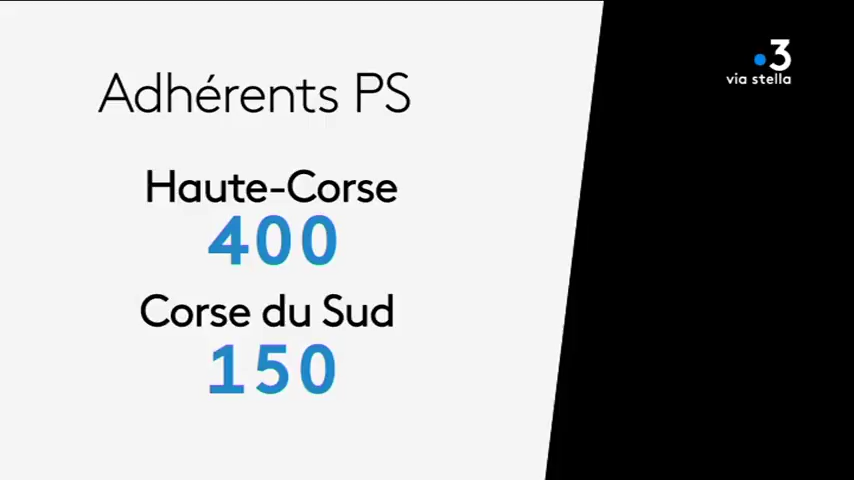 Adhérents PS
Haute-Corse
400
Corse du Sud
150
3
via stella